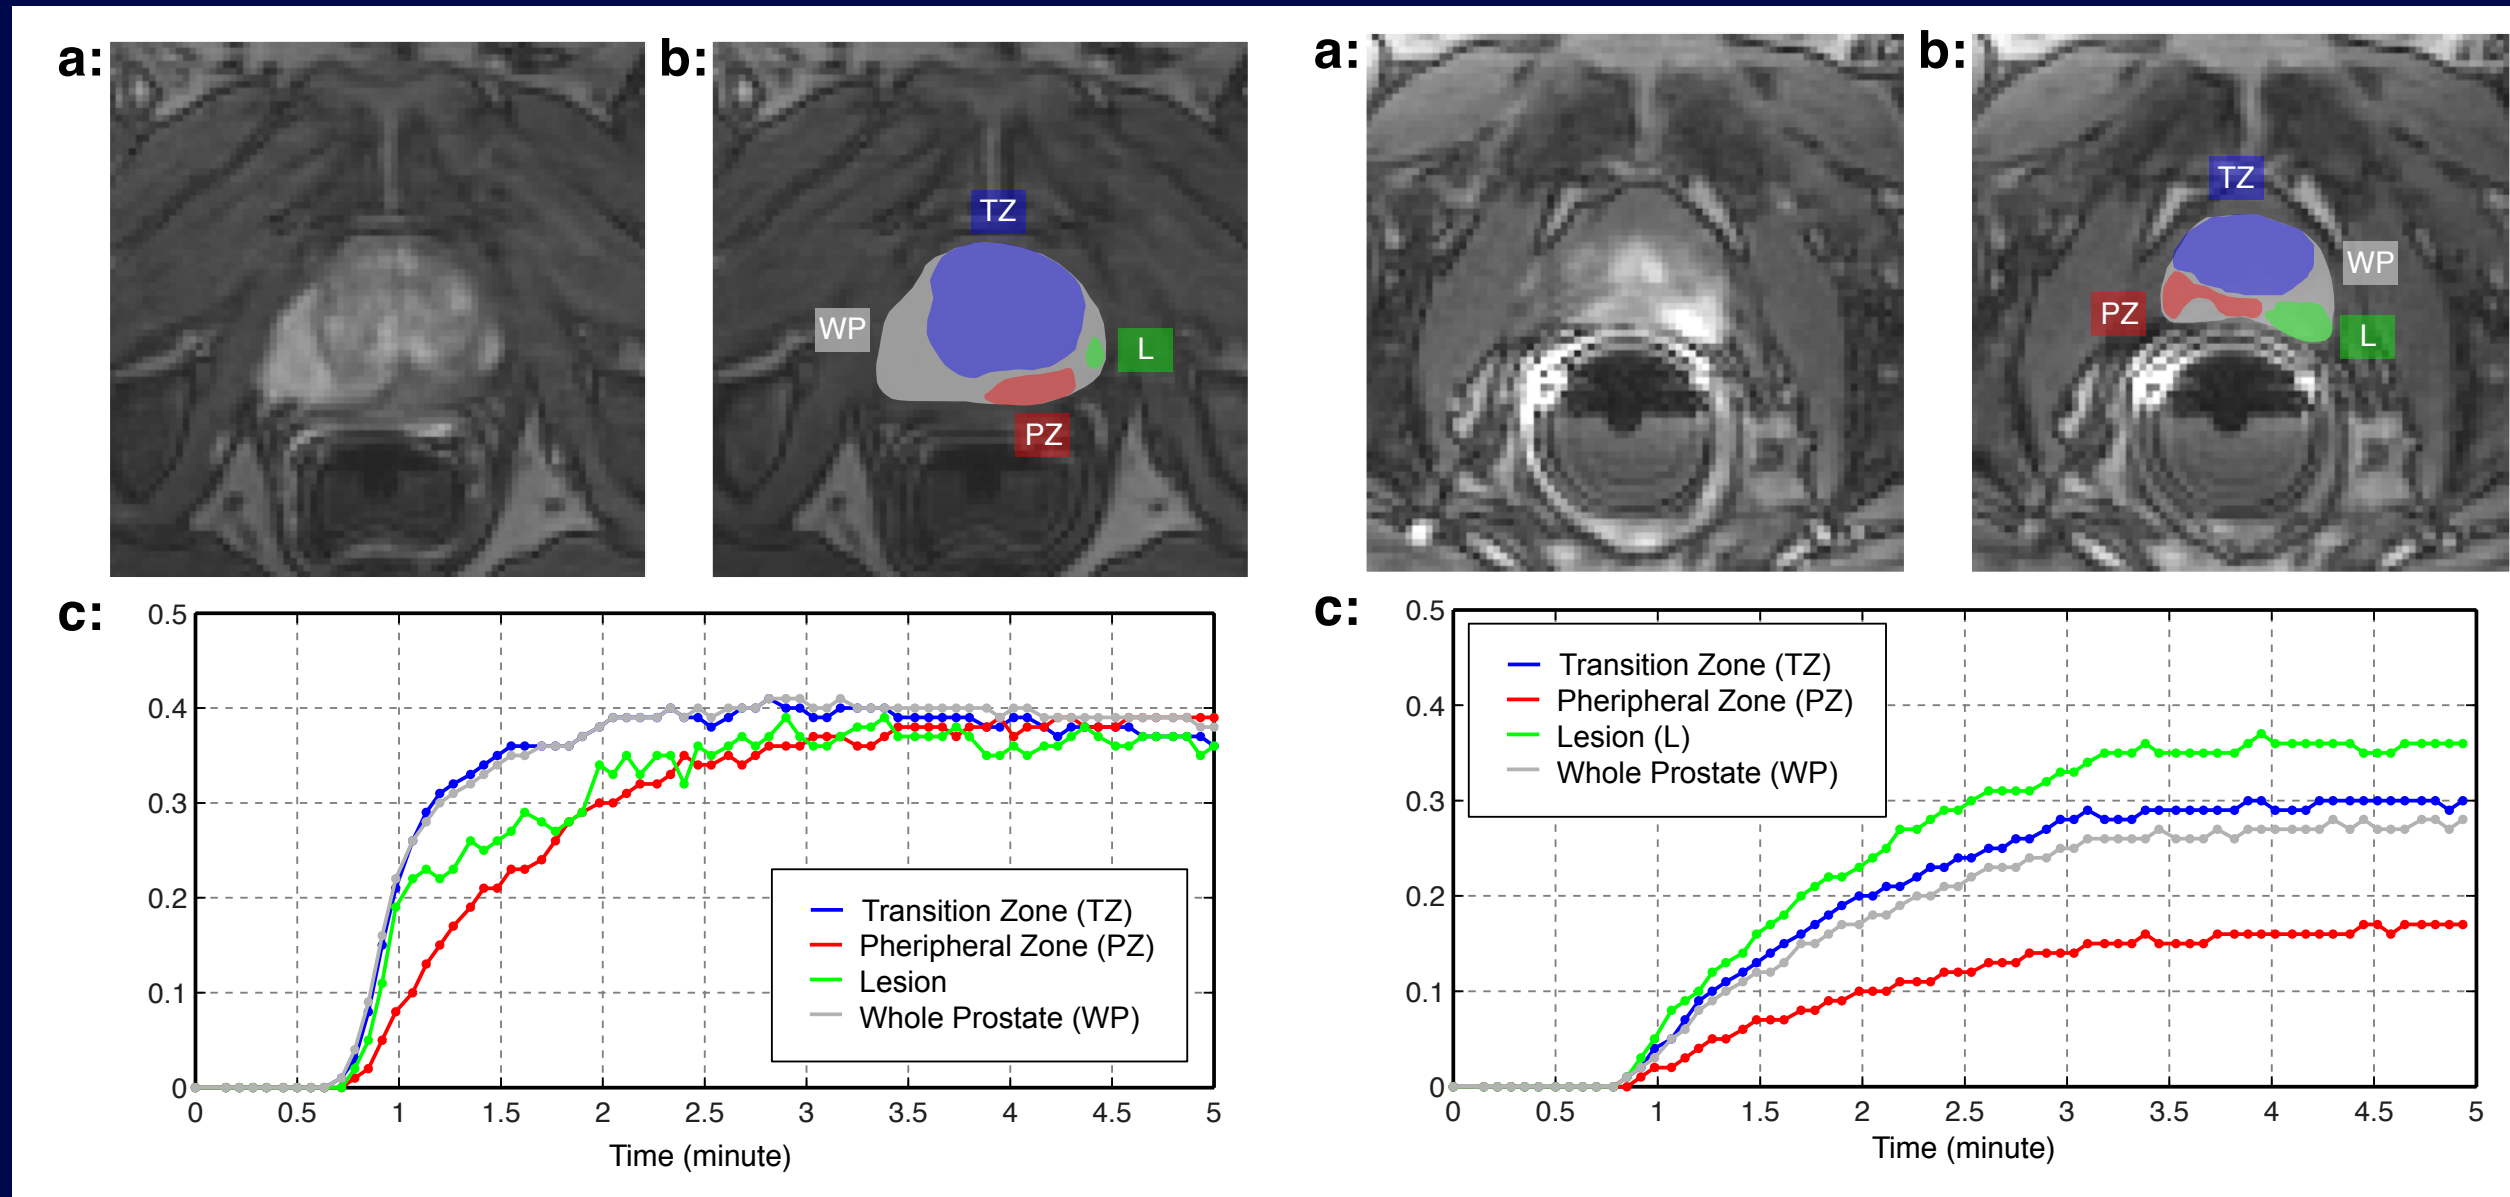 a:
b:
TZ
WP
L
PZ
c:
0.5
0.4
0.3
0.2
0.1
0
Transition Zone (TZ)
Pheripheral Zone (PZ)
Lesion
Whole Prostate (WP)
0 0.5 1 1.5 2 2.5 3 3.5 4 4.5 5
Time (minute)
a:
b:
TZ
WP
PZ
L
c:
0.5
0.4
0.3
0.2
0.1
0
Transition Zone (TZ)
Pheripheral Zone (PZ)
Lesion (L)
Whole Prostate (WP)
0 0.5 1 1.5 2 2.5 3 3.5 4 4.5 5
Time (minute)